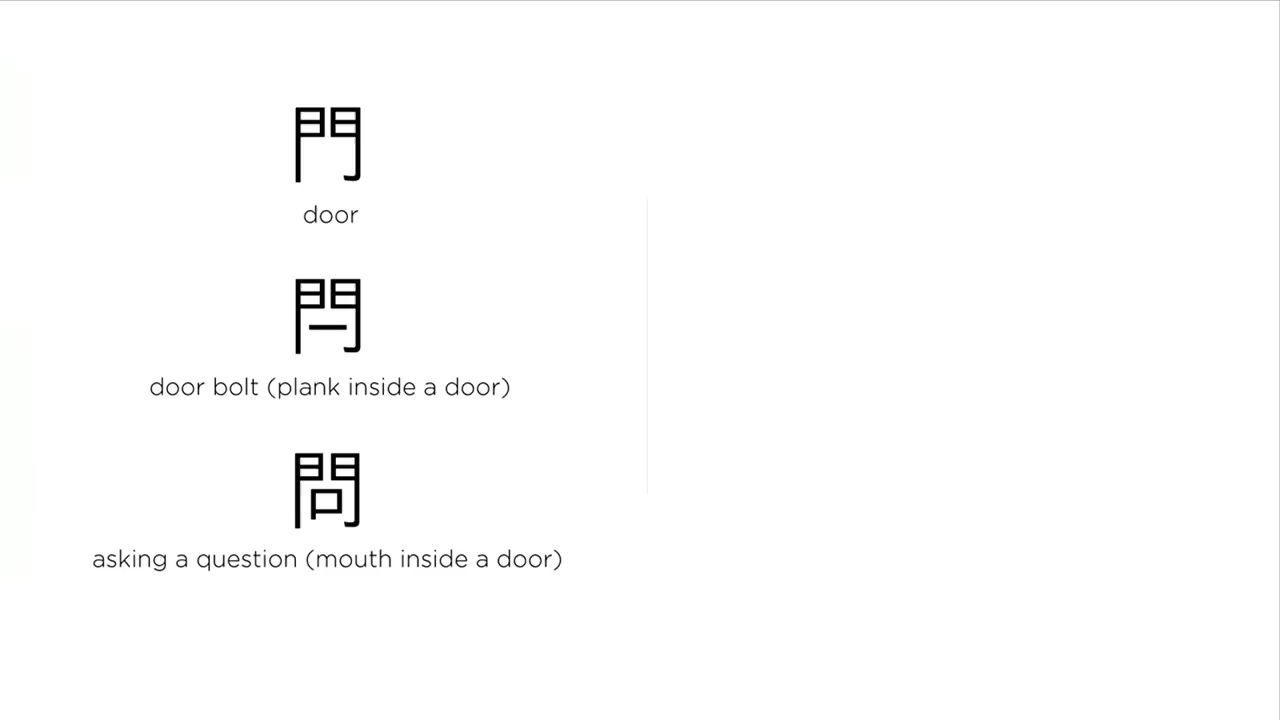 門
door
閂
door bolt (plank inside a door)
問
asking a question (mouth inside a door)